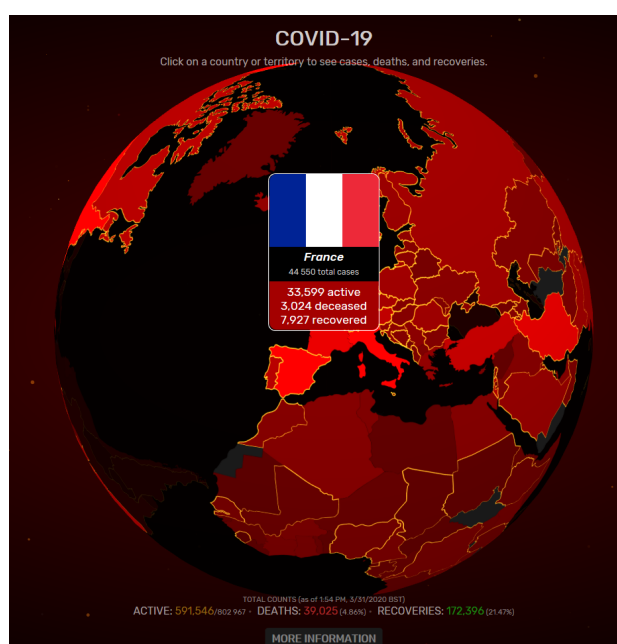 COVID-19
Click on a country or territory to see cases, deaths, and recoveries.
France
44 550 total cases
33,599 active
3,024 deceased
7,927 recovered
TOTAL COUNTS (as of 1:54 PM, 3/31/2020 BST)
ACTIVE: 591,546/802 967 - DEATHS: 39,025 (4.86%) - RECOVERIES: 172,396 (21.47%)
MORE INFORMATION